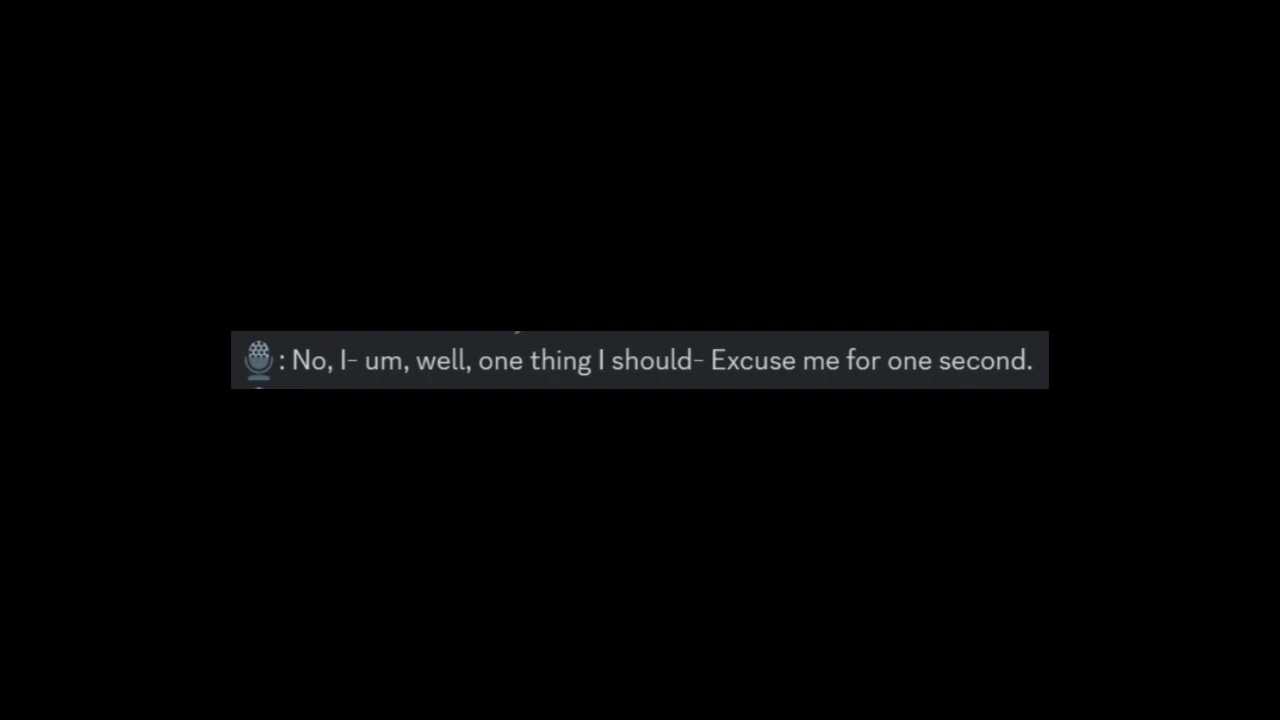 🎙️: No, I- um, well, one thing I should- Excuse me for one second.